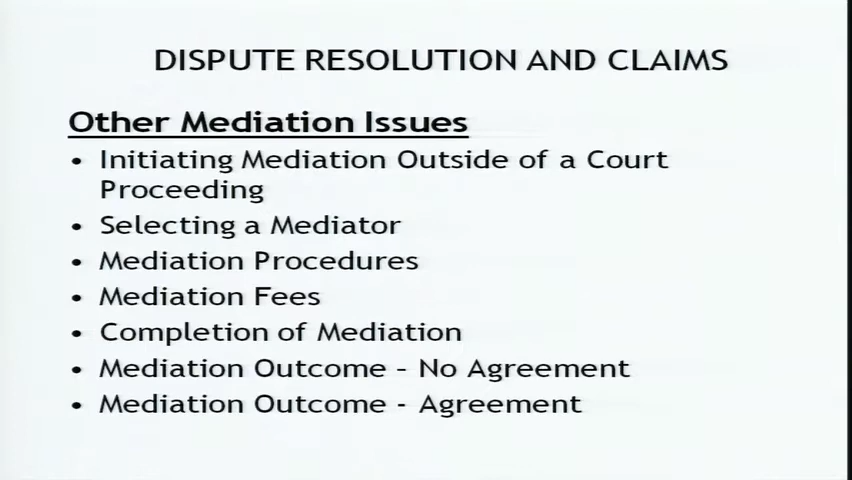 DISPUTE RESOLUTION AND CLAIMS
Other Mediation Issues
• Initiating Mediation Outside of a Court
Proceeding
• Selecting a Mediator
• Mediation Procedures
• Mediation Fees
• Completion of Mediation
• Mediation Outcome – No Agreement
• Mediation Outcome - Agreement